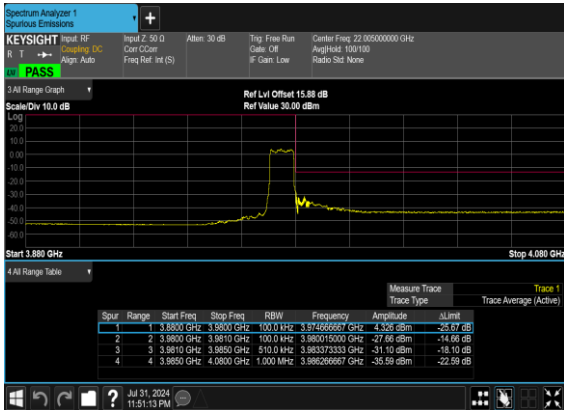 Spectrum Analyzer 1
Spurious Emissions
+
KEYSIGHT Input: RF Input Z: 50 Ω Atten: 30 dB Trig: Free Run Center Freq: 22.005000000 GHz
R T Coupling: DC Corr CCorr Gate: Off Avg|Hold: 100/100
Align: Auto Freq Ref: Int (S) IF Gain: Low Radio Std: None
PASS
3 All Range Graph
Ref Lvl Offset 15.88 dB
Scale/Div 10.0 dB Ref Value 30.00 dBm
Log
20.0
10.0
0.00
-10.0
-20.0
-30.0
-40.0
-50.0
-60.0
Start 3.880 GHz Stop 4.080 GHz
4 All Range Table
Measure Trace Trace 1
Trace Type Trace Average (Active)
Spur Range Start Freq Stop Freq RBW Frequency Amplitude ΔLimit
1 1 3.8800 GHz 3.9800 GHz 100.0 kHz 3.974666667 GHz 4.326 dBm -25.67 dB
2 2 3.9800 GHz 3.9810 GHz 100.0 kHz 3.980015000 GHz -27.66 dBm -14.66 dB
3 3 3.9810 GHz 3.9850 GHz 510.0 kHz 3.983373333 GHz -31.10 dBm -18.10 dB
4 4 3.9850 GHz 4.0800 GHz 1.000 MHz 3.986266667 GHz -35.59 dBm -22.59 dB
?
Jul 31, 2024
11:51:13 PM